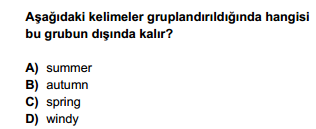 Aşağıdaki kelimeler gruplandırıldığında hangisi
bu grubun dışında kalır?
A) summer
B) autumn
C) spring
D) windy